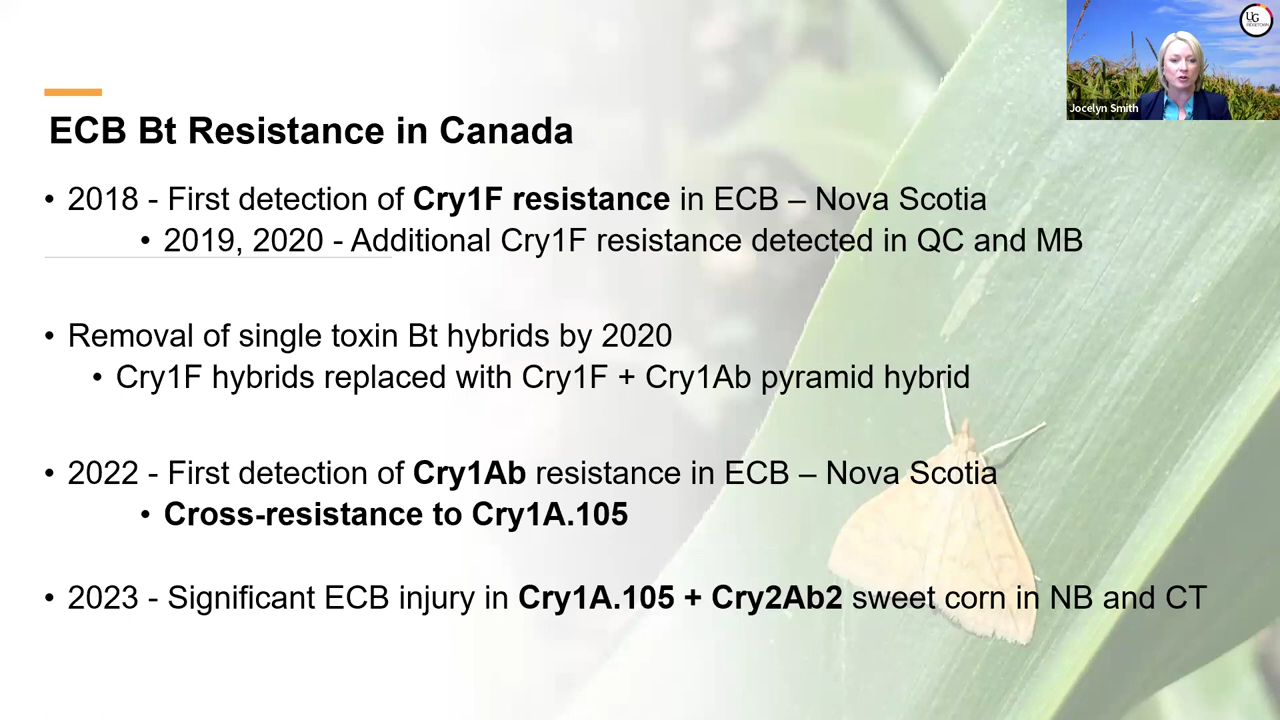 UG
RIDGETOWN
Jocelyn Smith
ECB Bt Resistance in Canada
• 2018 - First detection of Cry1F resistance in ECB – Nova Scotia
• 2019, 2020 - Additional Cry1F resistance detected in QC and MB
• Removal of single toxin Bt hybrids by 2020
• Cry1F hybrids replaced with Cry1F + Cry1Ab pyramid hybrid
• 2022 - First detection of Cry1Ab resistance in ECB – Nova Scotia
• Cross-resistance to Cry1A.105
• 2023 - Significant ECB injury in Cry1A.105 + Cry2Ab2 sweet corn in NB and CT